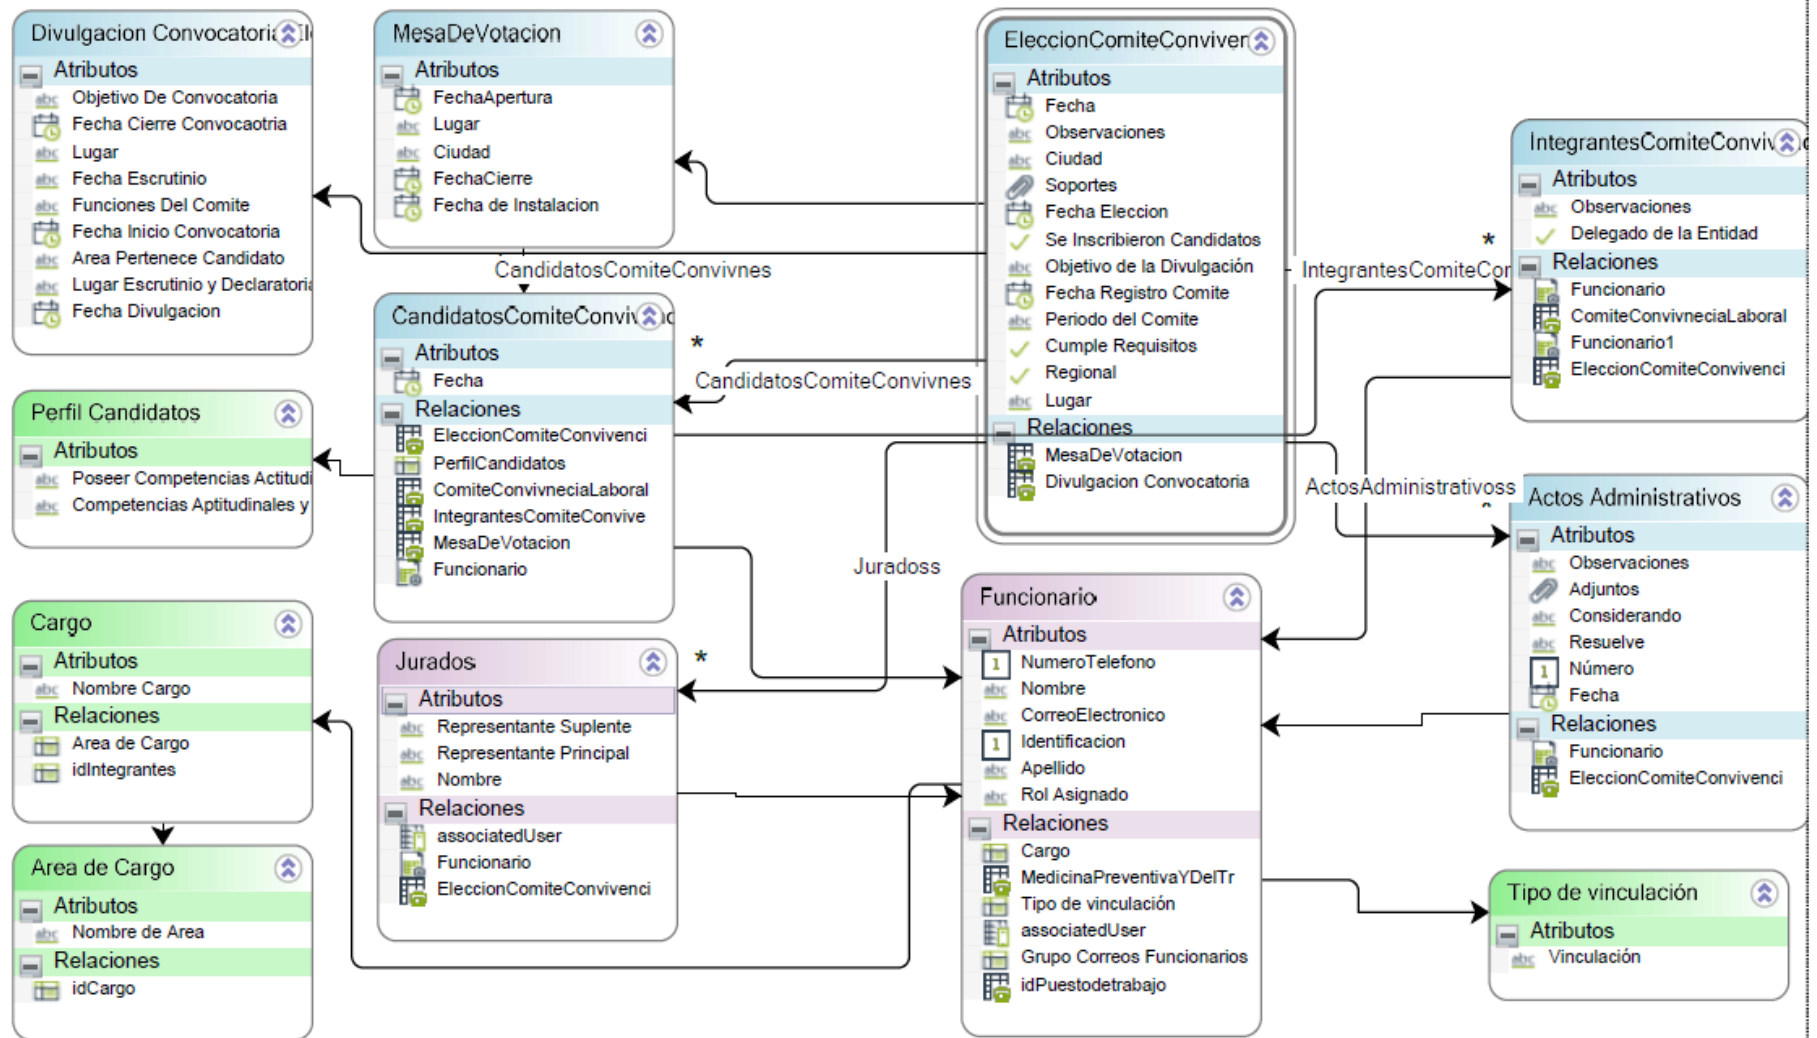 Divulgacion Convocatoria
Atributos
Objetivo De Convocatoria
Fecha Cierre Convocaotria
Lugar
Fecha Escrutinio
Funciones Del Comite
Fecha Inicio Convocatoria
Area Pertenece Candidato
Lugar Escrutinio y Declaratoria
Fecha Divulgacion
MesaDeVotacion
Atributos
FechaApertura
Lugar
Ciudad
FechaCierre
Fecha de Instalacion
EleccionComiteConviven
Atributos
Fecha
Observaciones
Ciudad
Soportes
Fecha Eleccion
Se Inscribieron Candidatos
Objetivo de la Divulgación
Fecha Registro Comite
Periodo del Comite
Cumple Requisitos
Regional
Lugar
Relaciones
MesaDeVotacion
Divulgacion Convocatoria
IntegrantesComiteConviv
Atributos
Observaciones
Delegado de la Entidad
Relaciones
Funcionario
ComiteConvivneciaLaboral
Funcionario1
EleccionComiteConvivenci
*
IntegrantesComiteCor
CandidatosComiteConvivnes
CandidatosComiteConvivenc
Atributos
Fecha
Relaciones
EleccionComiteConvivenci
PerfilCandidatos
ComiteConvivneciaLaboral
IntegrantesComiteConvive
MesaDeVotacion
Funcionario
*
CandidatosComiteConvivnes
Perfil Candidatos
Atributos
Poseer Competencias Actitudi
Competencias Aptitudinales y
ActosAdministrativoss
*
Actos Administrativos
Atributos
Observaciones
Adjuntos
Considerando
Resuelve
1 Número
Fecha
Relaciones
Funcionario
EleccionComiteConvivenci
Juradoss
Cargo
Atributos
Nombre Cargo
Relaciones
Area de Cargo
idIntegrantes
Jurados
Atributos
Representante Suplente
Representante Principal
Nombre
Relaciones
associatedUser
Funcionario
EleccionComiteConvivenci
*
Funcionario
Atributos
1 NumeroTelefono
Nombre
CorreoElectronico
1 Identificacion
Apellido
Rol Asignado
Relaciones
Cargo
MedicinaPreventivaYDelTr
Tipo de vinculación
associatedUser
Grupo Correos Funcionarios
idPuestodetrabajo
Area de Cargo
Atributos
Nombre de Area
Relaciones
idCargo
Tipo de vinculación
Atributos
Vinculación